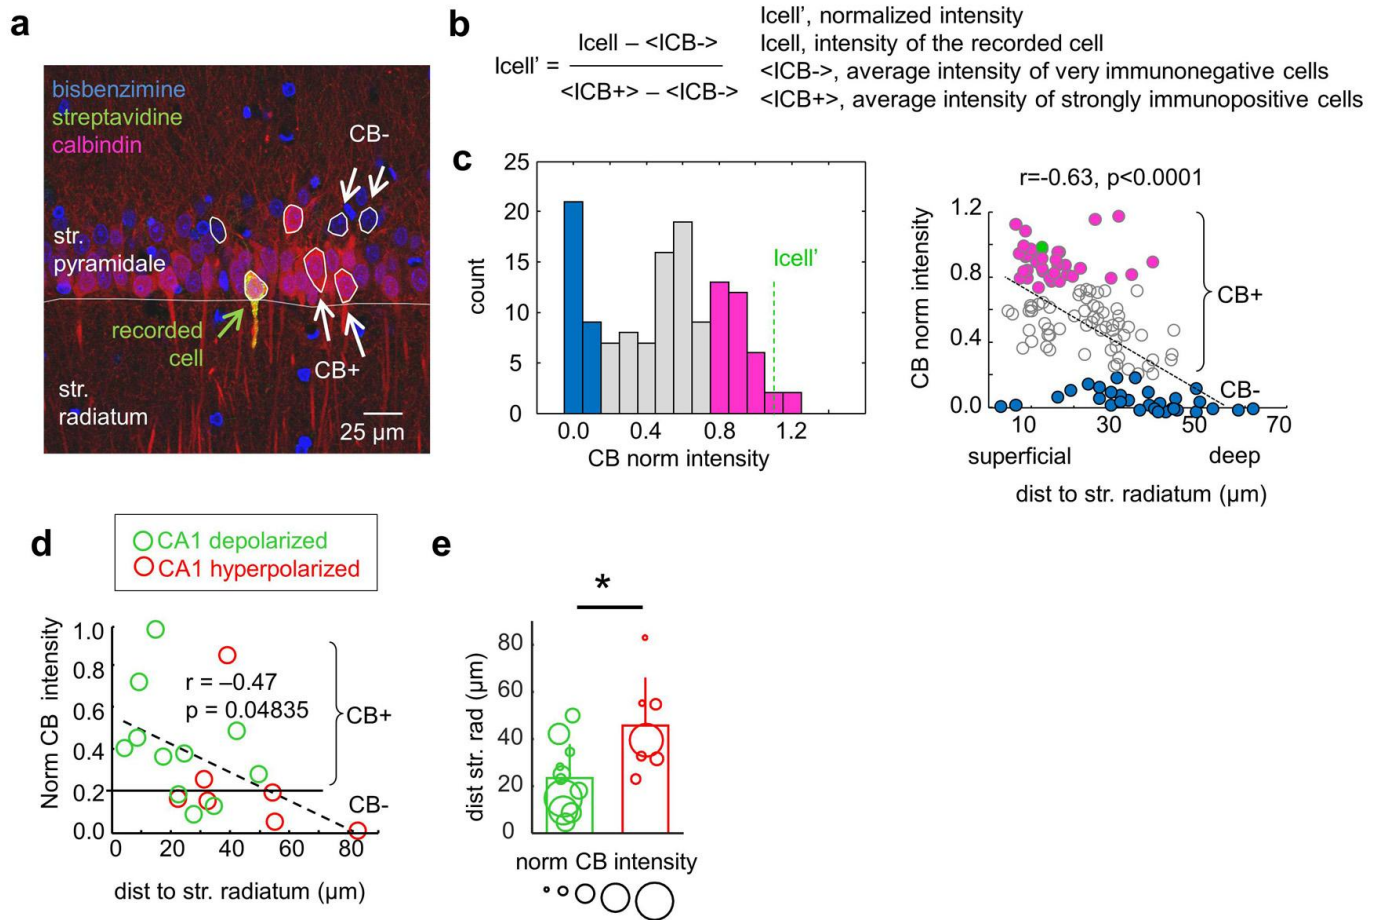 a
bisbenzimine
streptavidine
calbindin
CB-
str.
pyramidale
recorded
cell
CB+
str.
radiatum
25 µm
b
Icell' =
Icell – <ICB->
<ICB+> – <ICB->
Icell', normalized intensity
Icell, intensity of the recorded cell
<ICB->, average intensity of very immunonegative cells
<ICB+>, average intensity of strongly immunopositive cells
c
25
20
15
10
5
0
count
Icell'
0.0 0.4 0.8 1.2
CB norm intensity
r=-0.63, p<0.0001
1.2
0.8
0.4
0.0
CB norm intensity
CB+
CB-
10 30 50 70
superficial deep
dist to str. radiatum (µm)
d
CA1 depolarized
CA1 hyperpolarized
1.0
0.8
0.6
0.4
0.2
0.0
Norm CB intensity
r = –0.47
p = 0.04835
CB+
CB-
0 20 40 60 80
dist to str. radiatum (µm)
e
*
80
60
40
20
0
dist str. rad (µm)
norm CB intensity